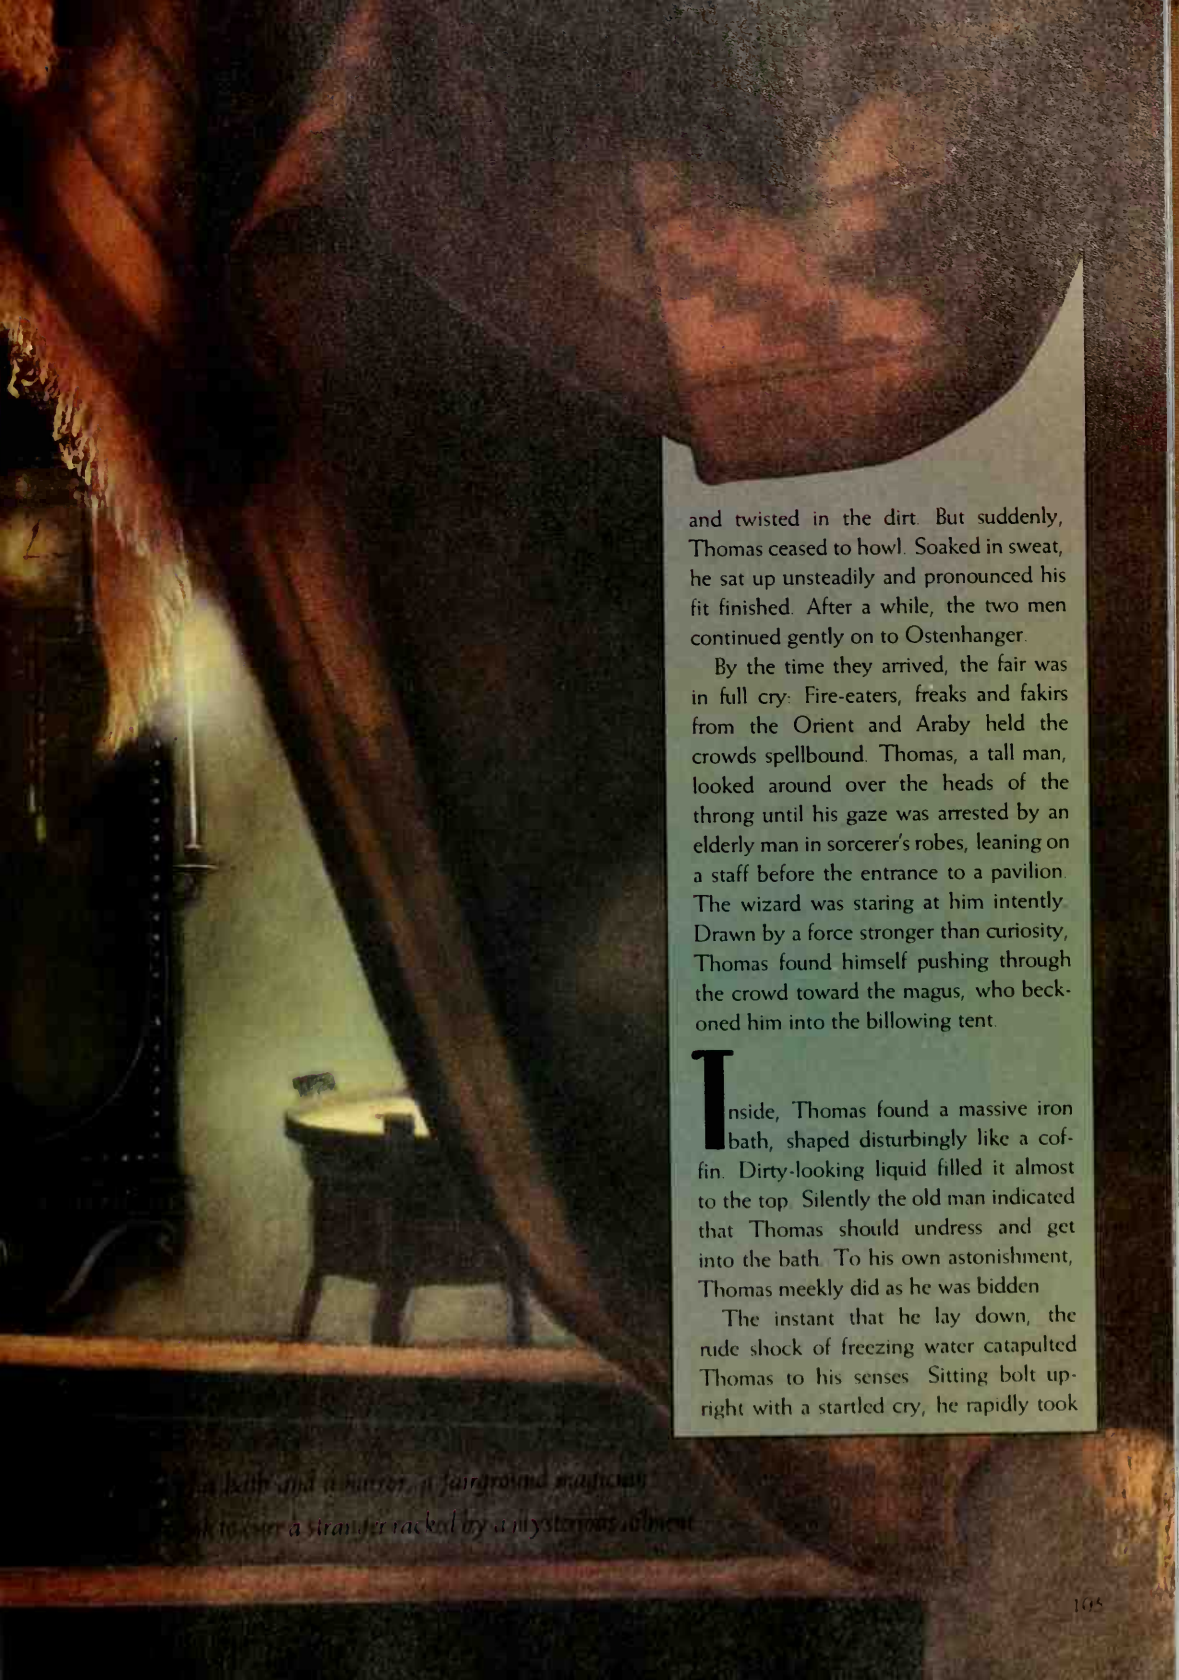 and twisted in the dirt. But suddenly,
Thomas ceased to howl. Soaked in sweat,
he sat up unsteadily and pronounced his
fit finished. After a while, the two men
continued gently on to Ostenhanger.
By the time they arrived, the fair was
in full cry: Fire-eaters, freaks and fakirs
from the Orient and Araby held the
crowds spellbound. Thomas, a tall man,
looked around over the heads of the
throng until his gaze was arrested by an
elderly man in sorcerer's robes, leaning on
a staff before the entrance to a pavilion.
The wizard was staring at him intently.
Drawn by a force stronger than curiosity,
Thomas found himself pushing through
the crowd toward the magus, who beck-
oned him into the billowing tent.
Inside, Thomas found a massive iron
bath, shaped disturbingly like a cof-
fin. Dirty-looking liquid filled it almost
to the top. Silently the old man indicated
that Thomas should undress and get
into the bath. To his own astonishment,
Thomas meekly did as he was bidden
The instant that he lay down, the
rude shock of freezing water catapulted
Thomas to his senses Sitting bolt up-
right with a startled cry, he rapidly took
bath and a mirror, a fairground magician
to cure a stranger racked by a mysterious ailment
105